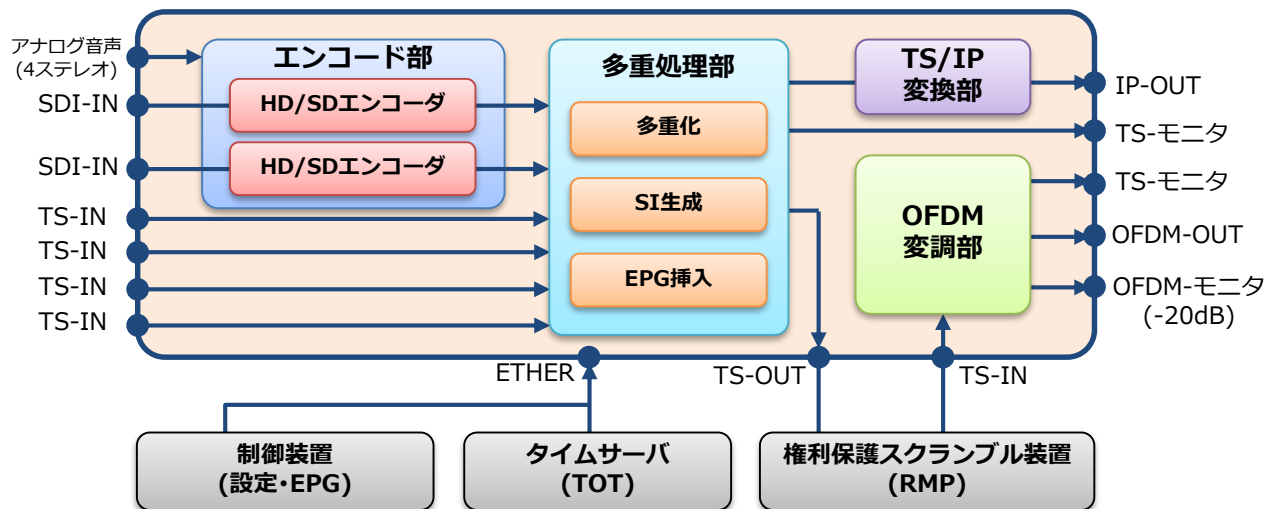 アナログ音声
(4ステレオ)
SDI-IN
SDI-IN
TS-IN
TS-IN
TS-IN
TS-IN
エンコード部
HD/SDエンコーダ
HD/SDエンコーダ
多重処理部
多重化
SI生成
EPG挿入
TS/IP
変換部
OFDM
変調部
IP-OUT
TS-モニタ
TS-モニタ
OFDM-OUT
OFDM-モニタ
(-20dB)
ETHER
TS-OUT
TS-IN
制御装置
(設定・EPG)
タイムサーバ
(TOT)
権利保護スクランブル装置
(RMP)